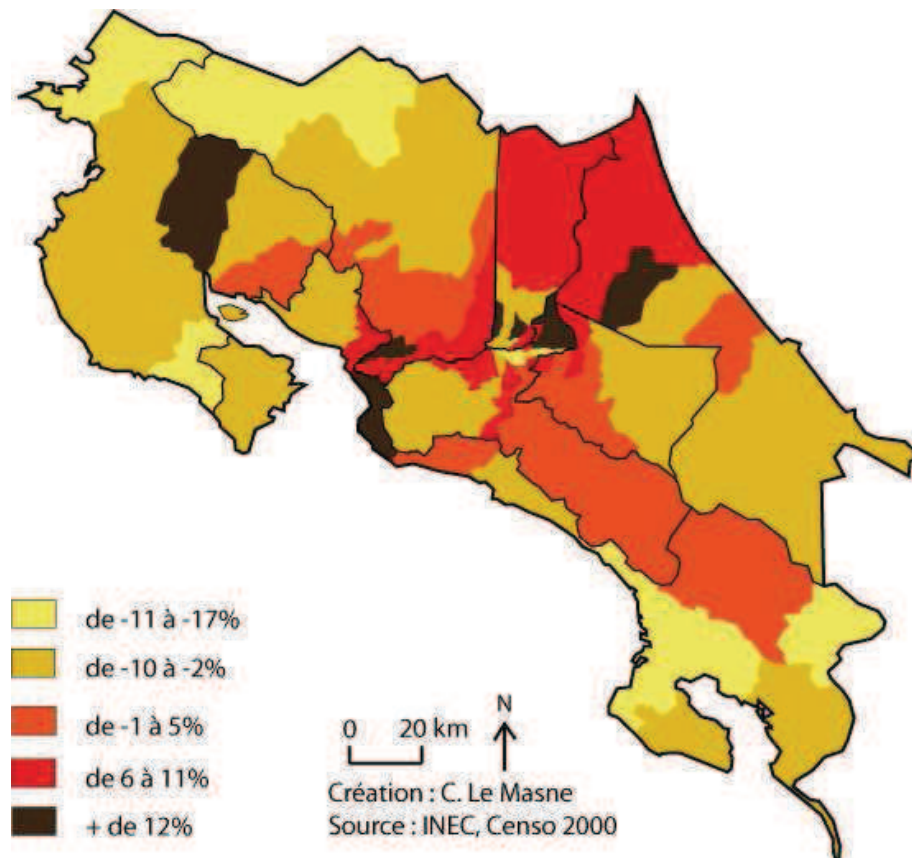 de -11 à -17%
de -10 à -2%
de -1 à 5%
de 6 à 11%
+ de 12%
0 20 km
N
Création : C. Le Masne
Source : INEC, Censo 2000